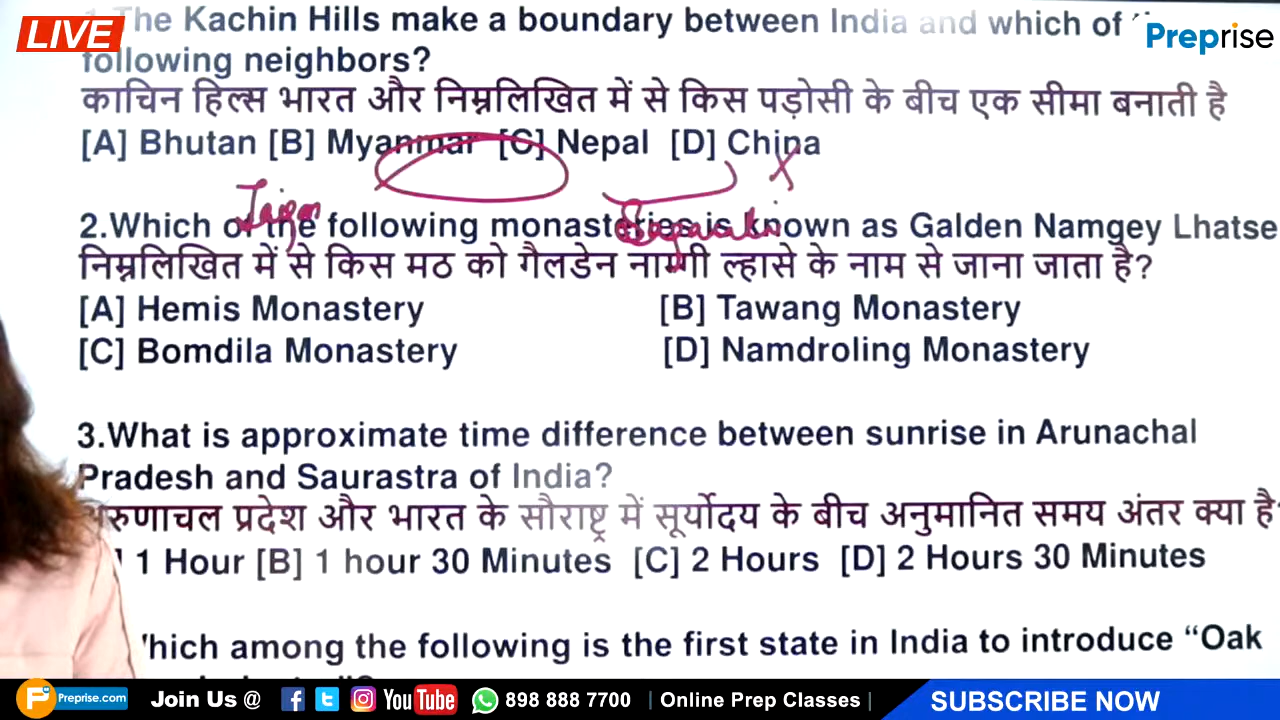 LIVE
1.The Kachin Hills make a boundary between India and which of
Preprise
following neighbors?
काचिन हिल्स भारत और निम्नलिखित में से किस पड़ोसी के बीच एक सीमा बनाती है
[A] Bhutan [B] Myanmar [C] Nepal [D] China
2.Which of the following monasteries is known as Galden Namgey Lhatse
निम्नलिखित में से किस मठ को गैलडेन नाम्गी ल्हासे के नाम से जाना जाता है?
[A] Hemis Monastery [B] Tawang Monastery
[C] Bomdila Monastery [D] Namdroling Monastery
3.What is approximate time difference between sunrise in Arunachal
Pradesh and Saurastra of India?
अरुणाचल प्रदेश और भारत के सौराष्ट्र में सूर्योदय के बीच अनुमानित समय अंतर क्या है
1 Hour [B] 1 hour 30 Minutes [C] 2 Hours [D] 2 Hours 30 Minutes
Which among the following is the first state in India to introduce “Oak
Preprise.com Join Us @ You Tube 898 888 7700 | Online Prep Classes | SUBSCRIBE NOW